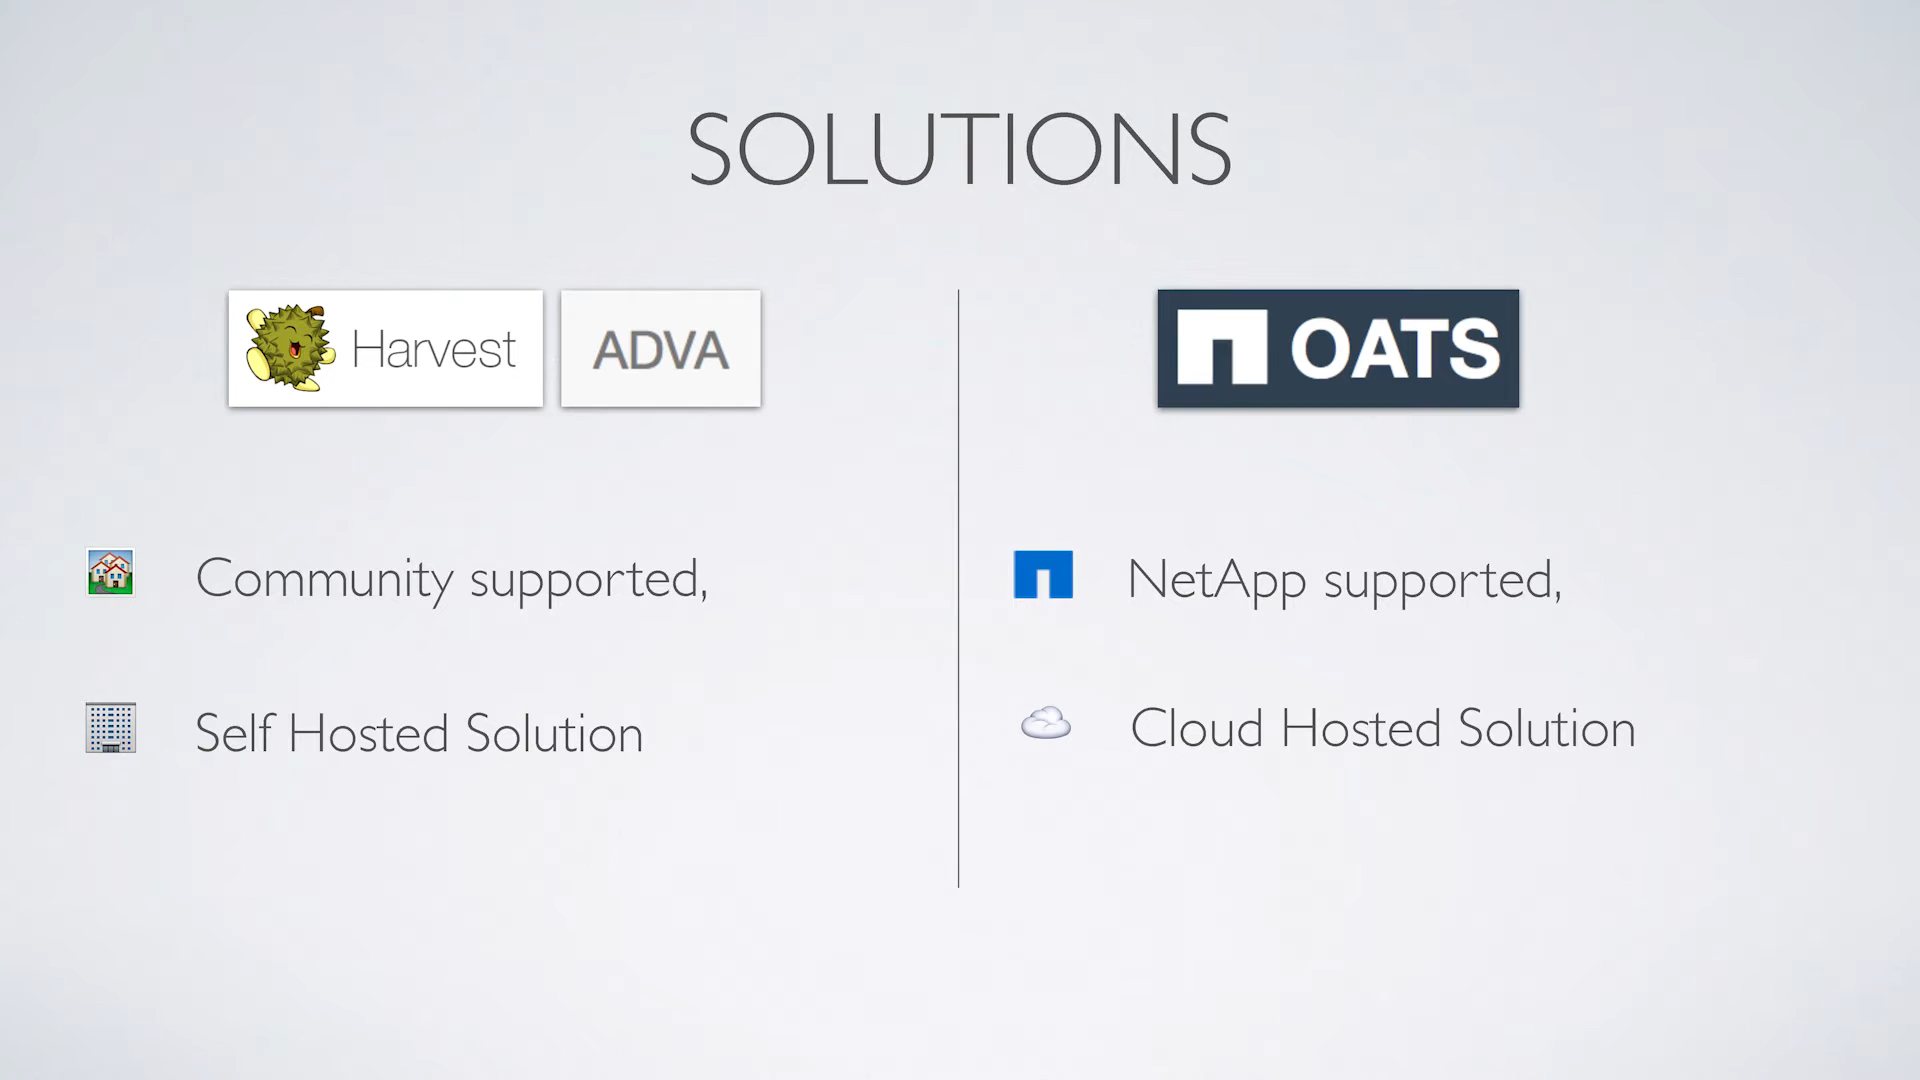 SOLUTIONS
Harvest
ADVA
OATS
Community supported,
Self Hosted Solution
NetApp supported,
Cloud Hosted Solution